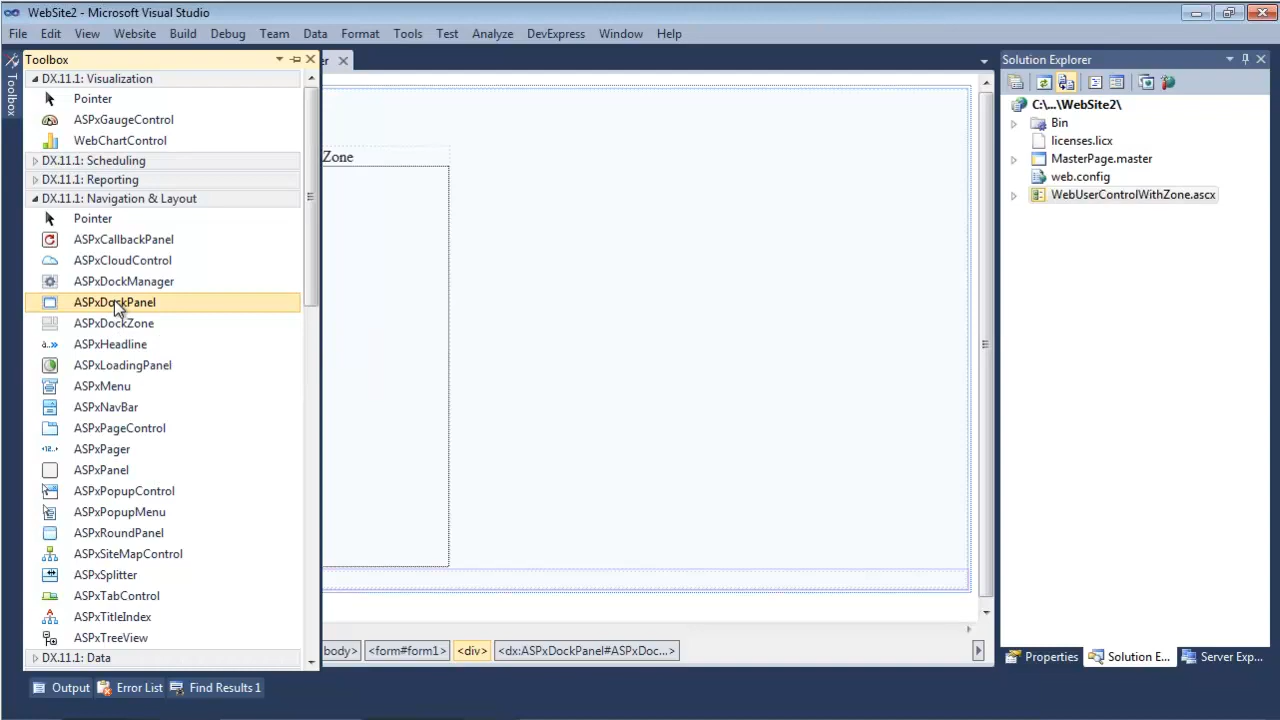 WebSite2 - Microsoft Visual Studio
File Edit View Website Build Debug Team Data Format Tools Test Analyze DevExpress Window Help
Toolbox
er
Solution Explorer
Toolbox
DX.11.1: Visualization
Pointer
ASPxGaugeControl
WebChartControl
DX.11.1: Scheduling
DX.11.1: Reporting
DX.11.1: Navigation & Layout
Pointer
ASPxCallbackPanel
ASPxCloudControl
ASPxDockManager
ASPxDockPanel
ASPxDockZone
ASPxHeadline
ASPxLoadingPanel
ASPxMenu
ASPxNavBar
ASPxPageControl
ASPxPager
ASPxPanel
ASPxPopupControl
ASPxPopupMenu
ASPxRoundPanel
ASPxSiteMapControl
ASPxSplitter
ASPxTabControl
ASPxTitleIndex
ASPxTreeView
DX.11.1: Data
Zone
C:\...\WebSite2\
Bin
licenses.licx
MasterPage.master
web.config
WebUserControlWithZone.ascx
body> <form#form1> <div> <dx:ASPxDockPanel#ASPxDoc...>
Properties Solution E... Server Exp...
Output Error List Find Results 1